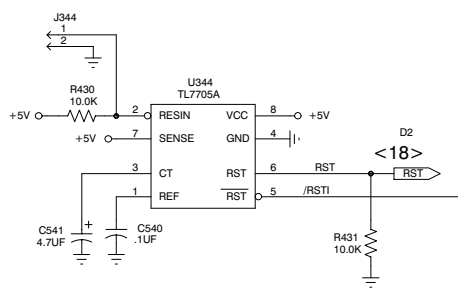 J344
1
2
U344
TL7705A
R430
10.0K
+5V
2 RESIN VCC 8 +5V
+5V 7 SENSE GND 4
D2
<18>
3 CT RST 6 RST RST
1 REF RST 5 /RSTI
C541 +
4.7UF
C540
.1UF
R431
10.0K